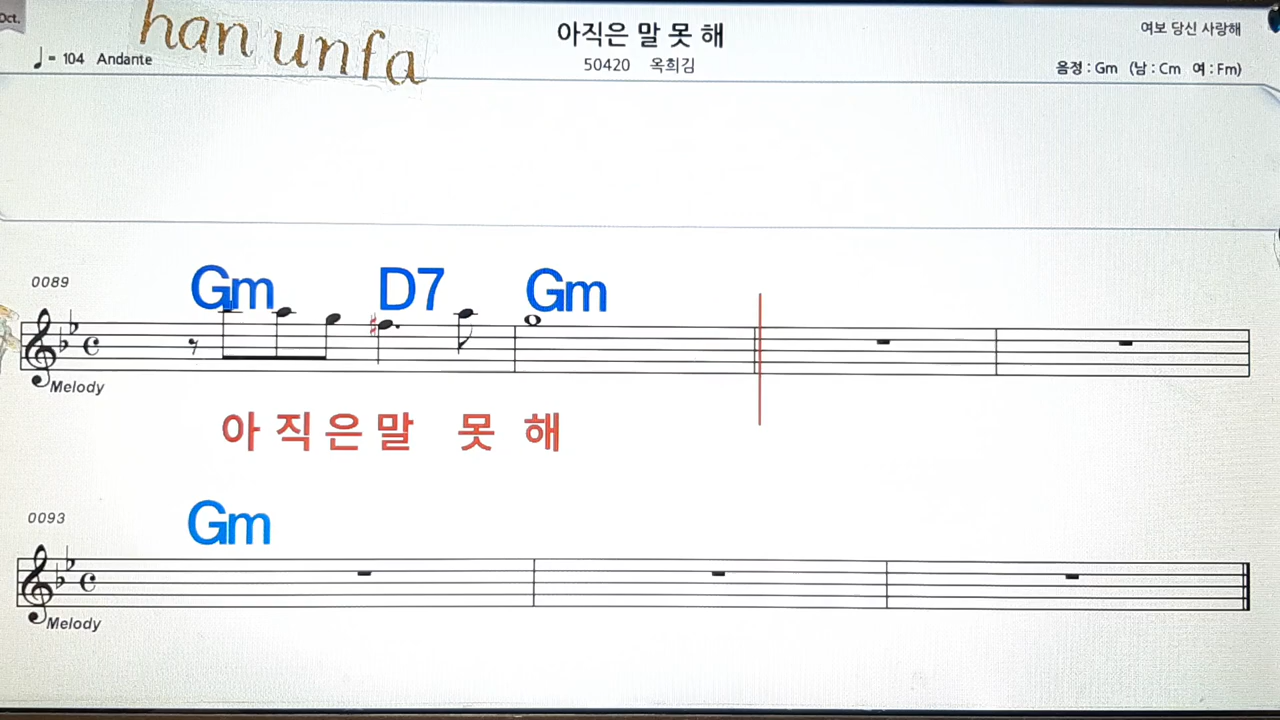 Oct.
han unfa
아직은 말 못 해
여보 당신 사랑해
♩= 104 Andante
50420 옥희김
음정 : Gm (남 : Cm 여 : Fm)
0089
Gm D7 Gm
Melody
아 직 은 말 못 해
0093
Gm
Melody